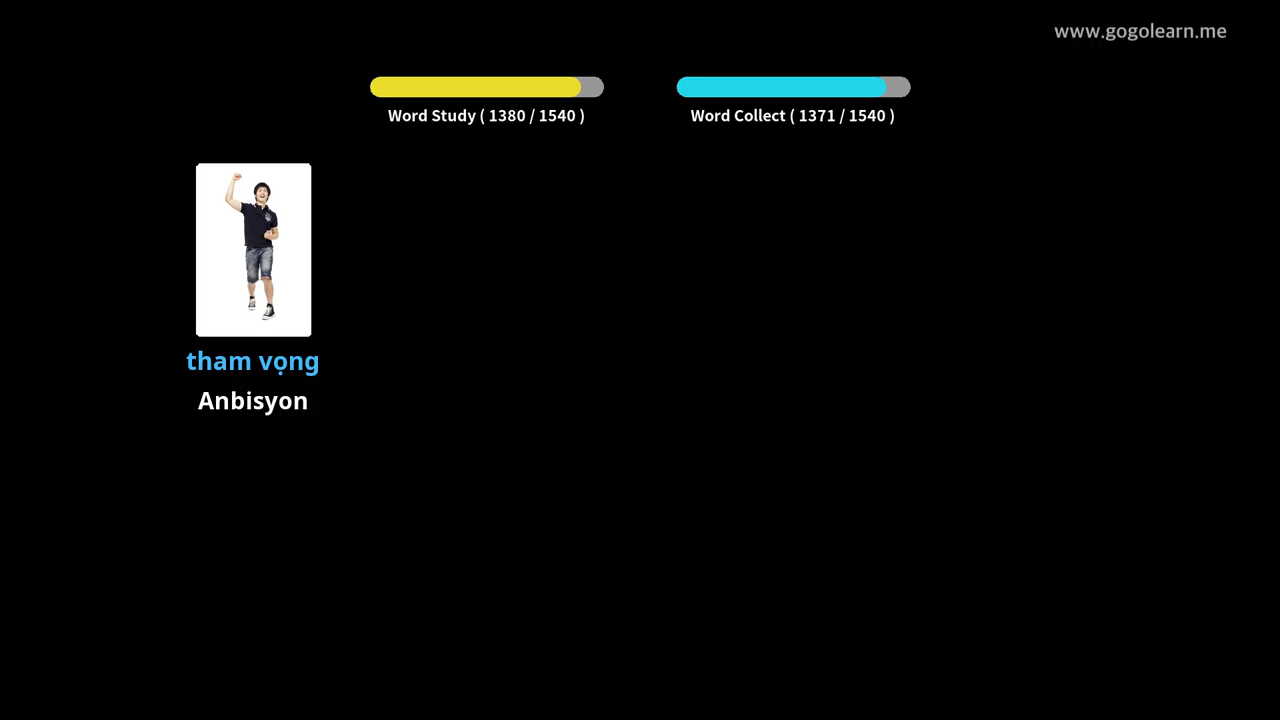 www.gogolearn.me
Word Study ( 1380 / 1540 )
Word Collect ( 1371 / 1540 )
tham vọng
Anbisyon